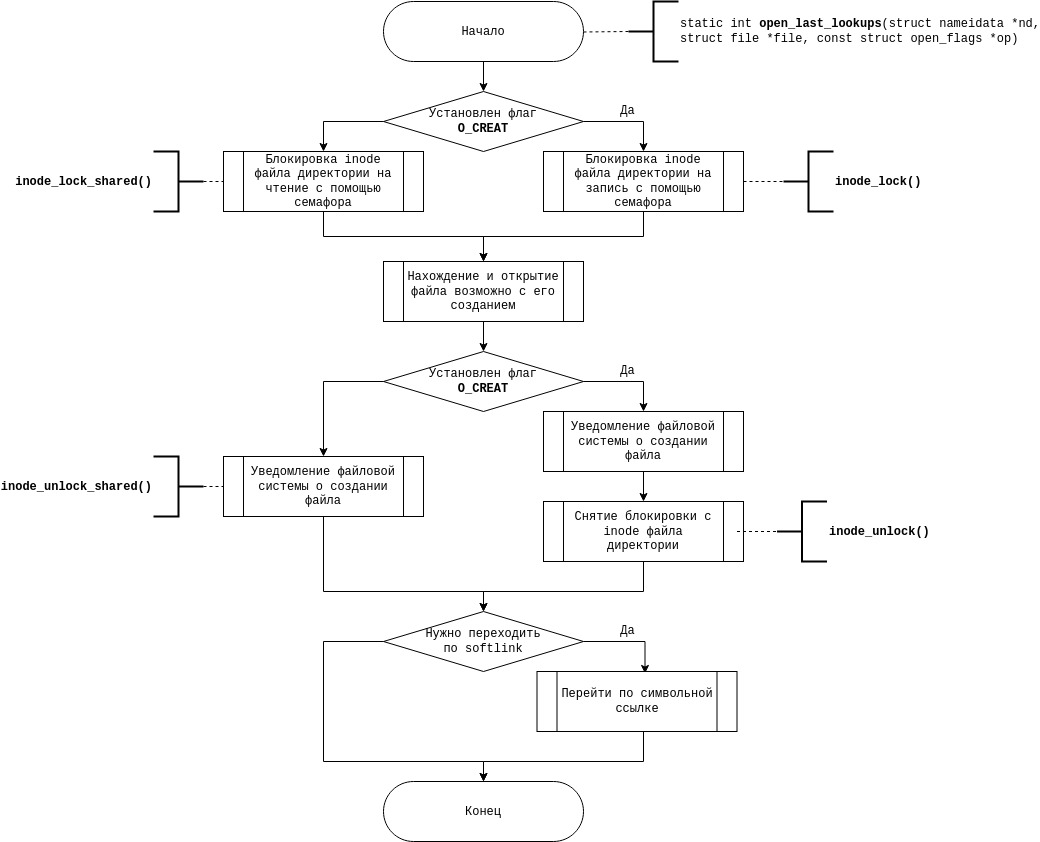 Начало
static int open_last_lookups(struct nameidata *nd,
struct file *file, const struct open_flags *op)
Установлен флаг
O_CREAT
Да
inode_lock_shared()
Блокировка inode
файла директории на
чтение с помощью
семафора
Блокировка inode
файла директории на
запись с помощью
семафора
inode_lock()
Нахождение и открытие
файла возможно с его
созданием
Установлен флаг
O_CREAT
Да
Уведомление файловой
системы о создании
файла
inode_unlock_shared()
Уведомление файловой
системы о создании
файла
Снятие блокировки с
inode файла
директории
inode_unlock()
Нужно переходить
по softlink
Да
Перейти по символьной
ссылке
Конец